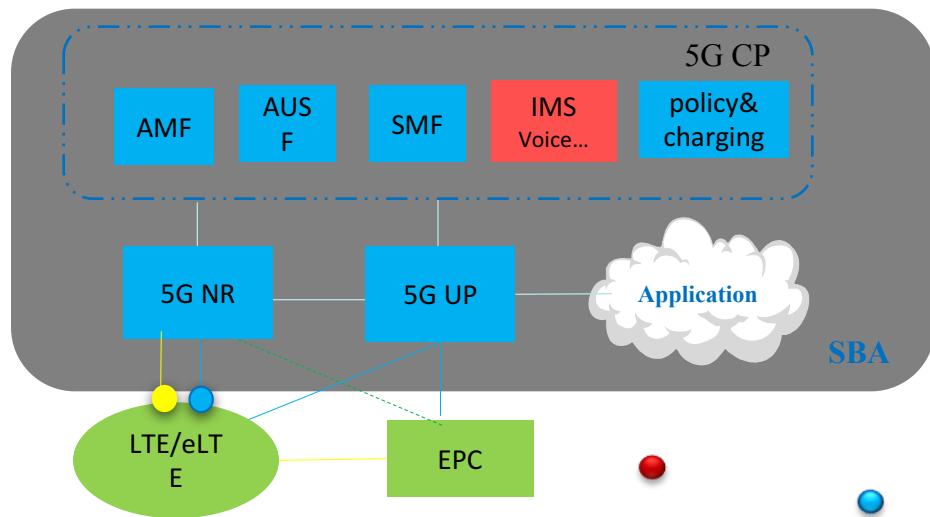 5G CP
AMF
AUS
F
SMF
IMS
Voice...
policy&
charging
5G NR
5G UP
Application
SBA
LTE/eLT
E
EPC